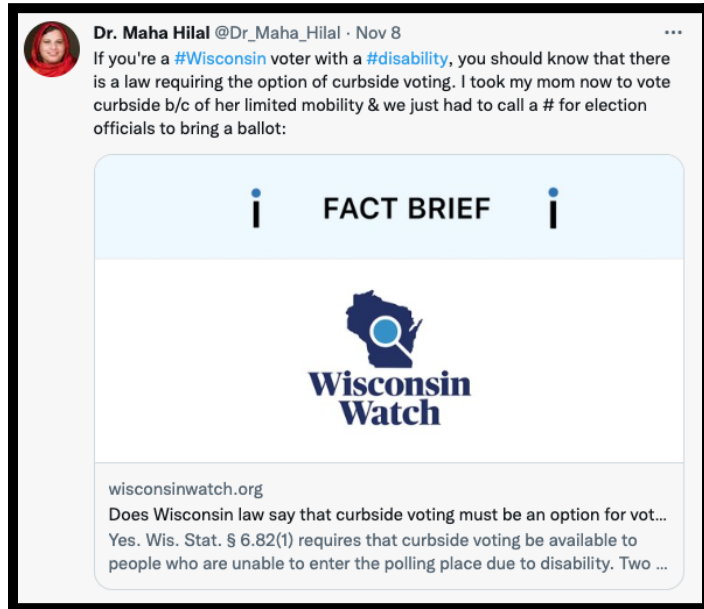 Dr. Maha Hilal @Dr_Maha_Hilal · Nov 8 ...
If you're a #Wisconsin voter with a #disability, you should know that there
is a law requiring the option of curbside voting. I took my mom now to vote
curbside b/c of her limited mobility & we just had to call a # for election
officials to bring a ballot:
i FACT BRIEF i
Wisconsin
Watch
wisconsinwatch.org
Does Wisconsin law say that curbside voting must be an option for vot...
Yes. Wis. Stat. § 6.82(1) requires that curbside voting be available to
people who are unable to enter the polling place due to disability. Two ...